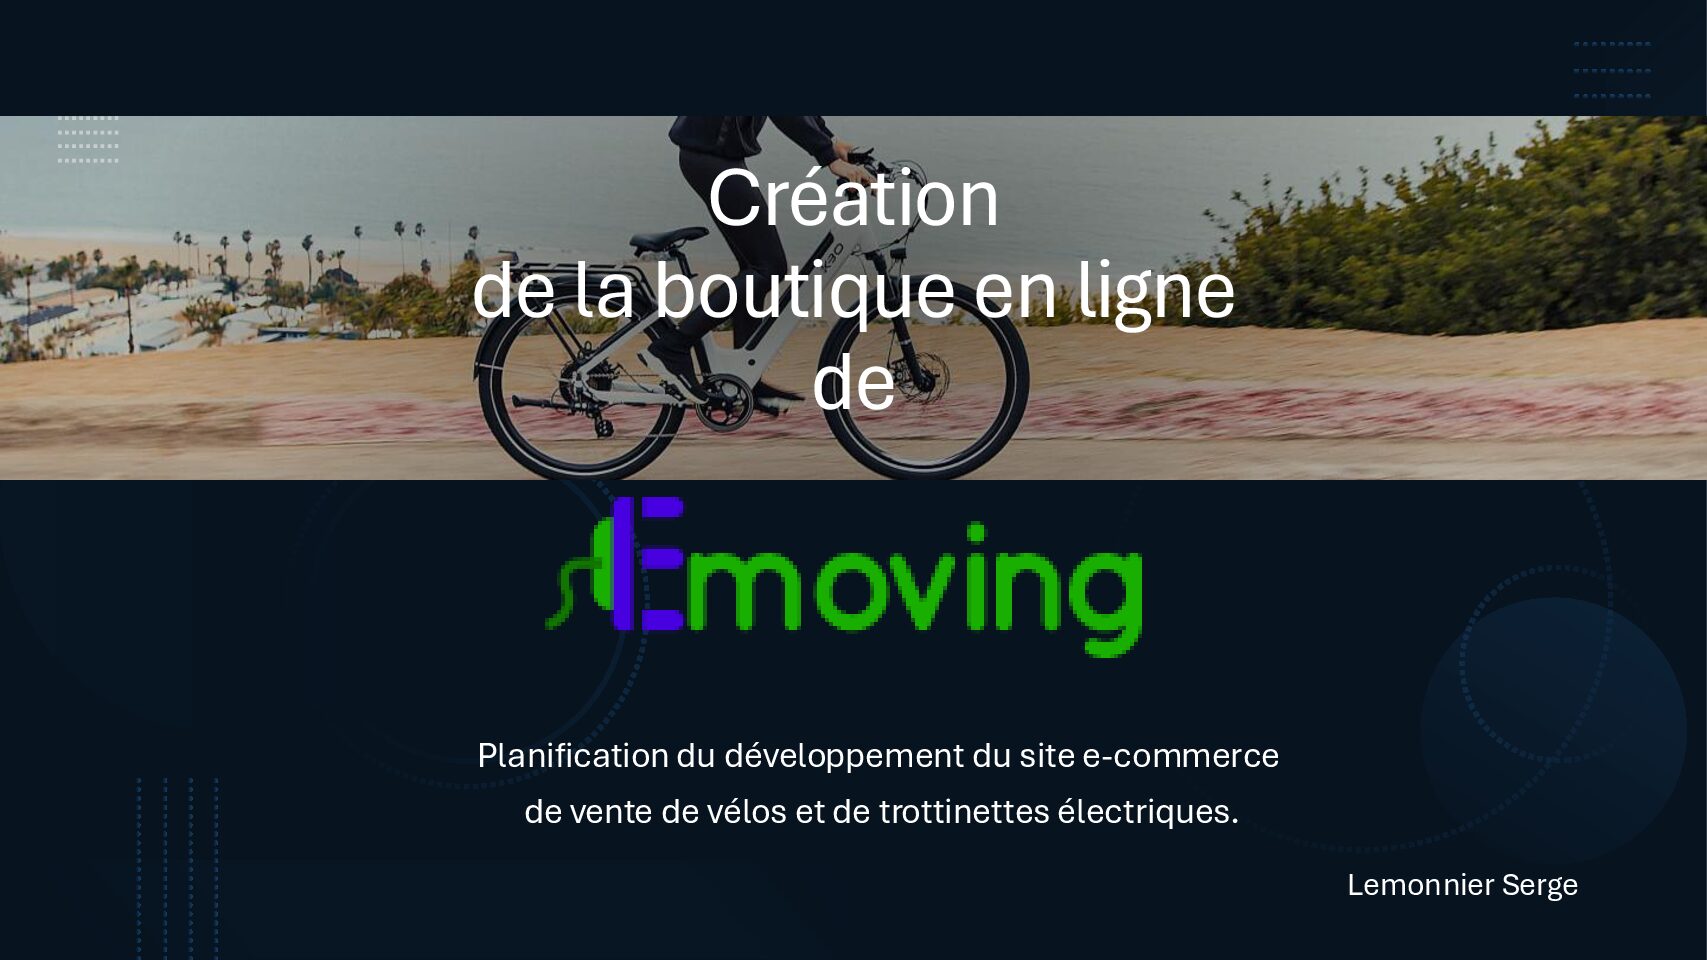 Création
de la boutique en ligne
de
Emoving
Planification du développement du site e-commerce
de vente de vélos et de trottinettes électriques.
Lemonnier Serge